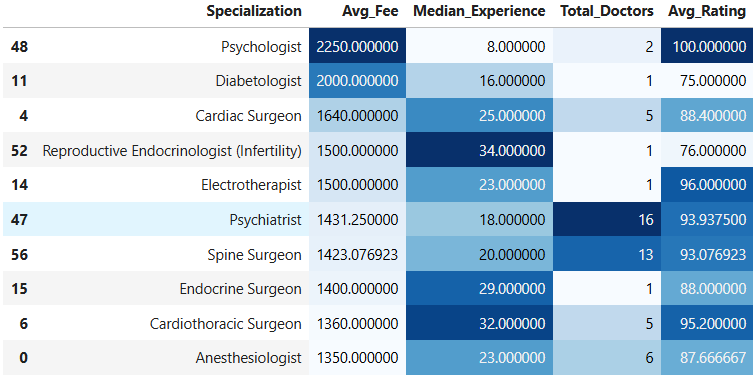 Specialization Avg_Fee Median_Experience Total_Doctors Avg_Rating
48 Psychologist 2250.000000 8.000000 2 100.000000
11 Diabetologist 2000.000000 16.000000 1 75.000000
4 Cardiac Surgeon 1640.000000 25.000000 5 88.400000
52 Reproductive Endocrinologist (Infertility) 1500.000000 34.000000 1 76.000000
14 Electrotherapist 1500.000000 23.000000 1 96.000000
47 Psychiatrist 1431.250000 18.000000 16 93.937500
56 Spine Surgeon 1423.076923 20.000000 13 93.076923
15 Endocrine Surgeon 1400.000000 29.000000 1 88.000000
6 Cardiothoracic Surgeon 1360.000000 32.000000 5 95.200000
0 Anesthesiologist 1350.000000 23.000000 6 87.666667